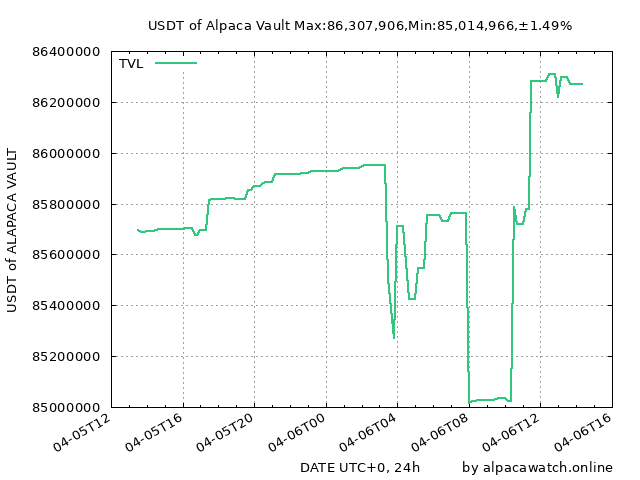 USDT of Alpaca Vault Max:86,307,906,Min:85,014,966,±1.49%
TVL
86400000
86200000
86000000
85800000
85600000
85400000
85200000
85000000
USDT of ALAPACA VAULT
04-05T12
04-05T16
04-05T20
04-06T00
04-06T04
04-06T08
04-06T12
04-06T16
DATE UTC+0, 24h
by alpacawatch.online